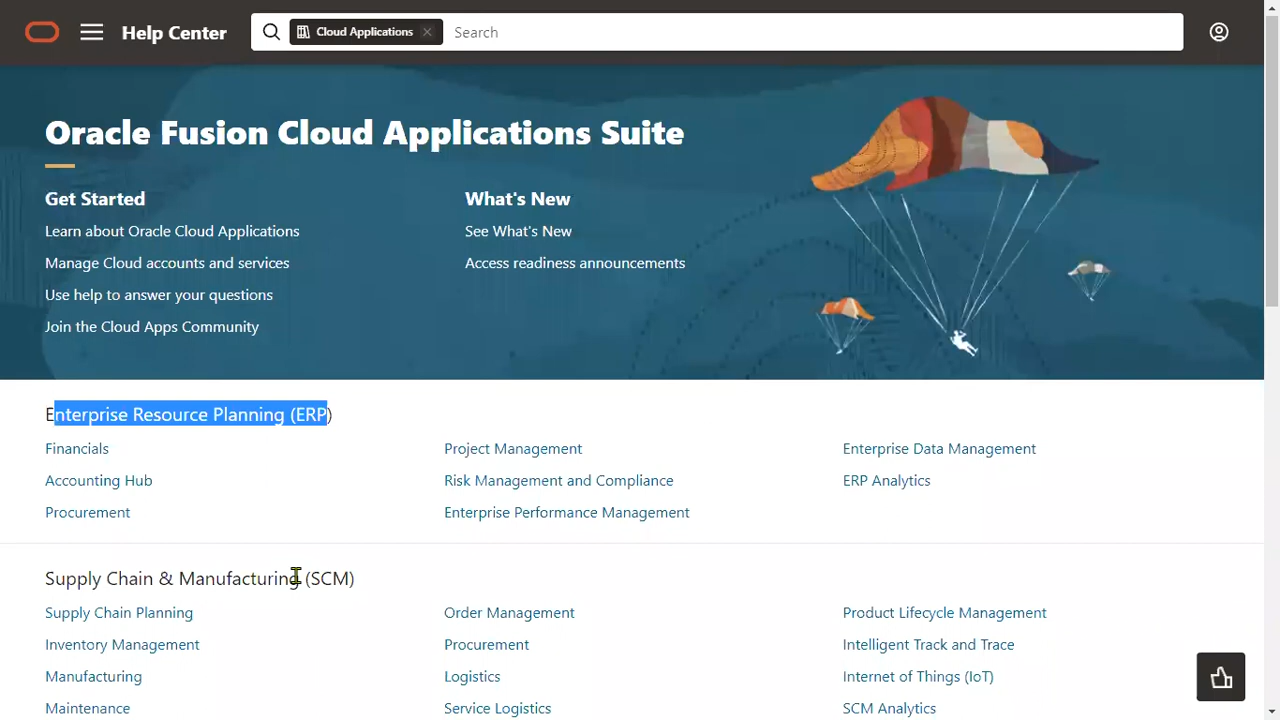 Help Center
Cloud Applications
Search
Oracle Fusion Cloud Applications Suite
Get Started
Learn about Oracle Cloud Applications
Manage Cloud accounts and services
Use help to answer your questions
Join the Cloud Apps Community
What's New
See What's New
Access readiness announcements
Enterprise Resource Planning (ERP)
Financials
Accounting Hub
Procurement
Project Management
Risk Management and Compliance
Enterprise Performance Management
Enterprise Data Management
ERP Analytics
Supply Chain & Manufacturing (SCM)
Supply Chain Planning
Inventory Management
Manufacturing
Maintenance
Order Management
Procurement
Logistics
Service Logistics
Product Lifecycle Management
Intelligent Track and Trace
Internet of Things (IoT)
SCM Analytics